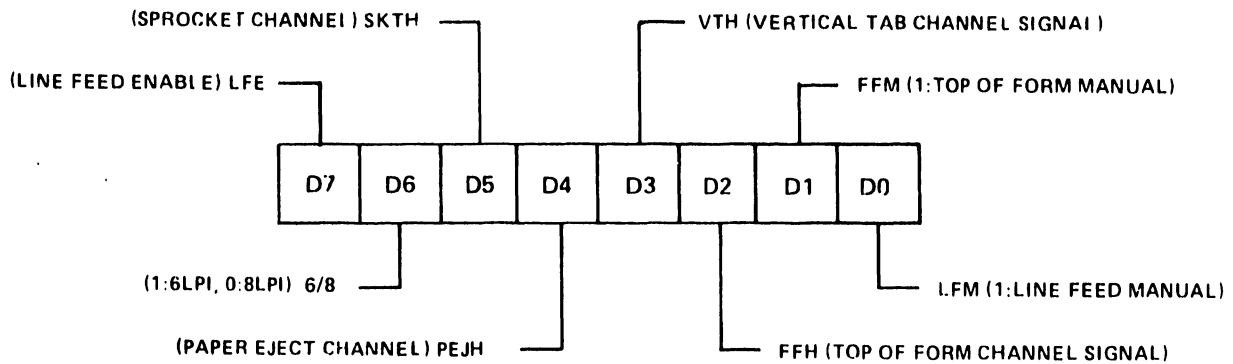 (SPROCKET CHANNEL) SKTH
VTH (VERTICAL TAB CHANNEL SIGNAL)
(LINE FEED ENABLE) LFE
FFM (1:TOP OF FORM MANUAL)
D7 D6 D5 D4 D3 D2 D1 D0
(1:6LPI, 0:8LPI) 6/8
LFM (1:LINE FEED MANUAL)
(PAPER EJECT CHANNEL) PEJH
FFH (TOP OF FORM CHANNEL SIGNAL)